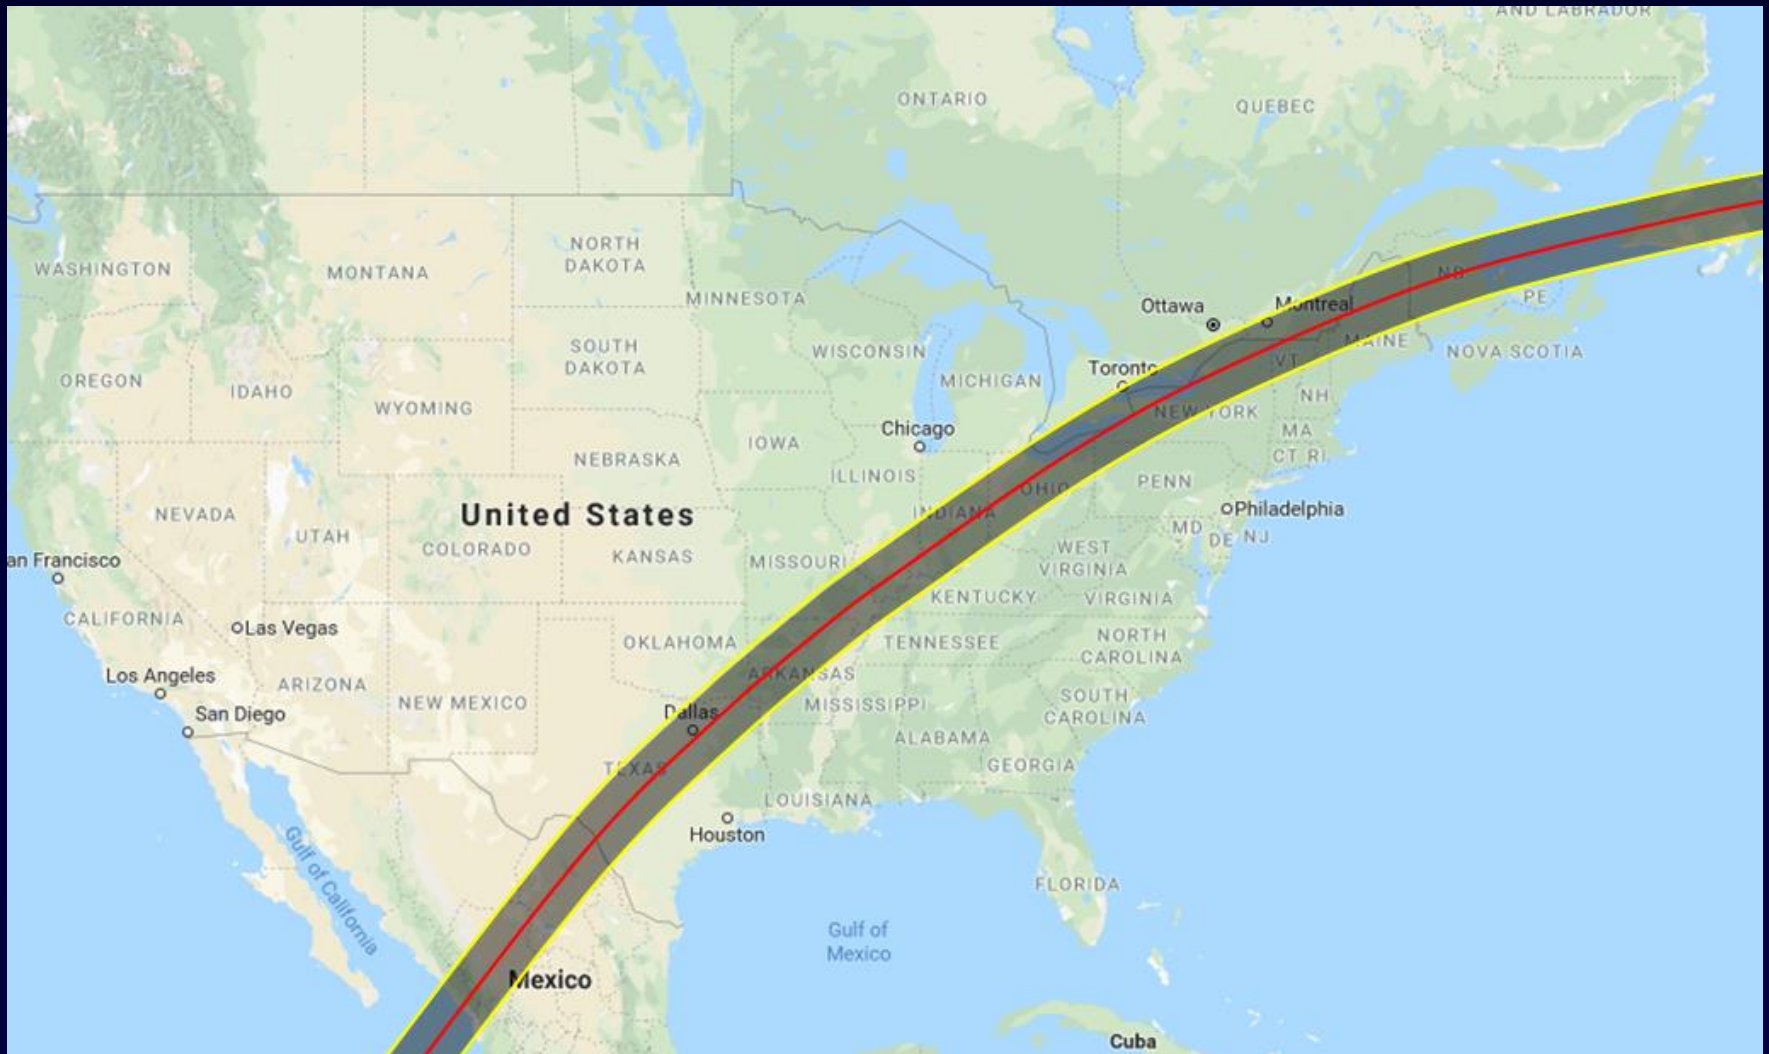 AND LABRADOR
ONTARIO
QUEBEC
NORTH
DAKOTA
WASHINGTON
MONTANA
NB
MINNESOTA
PE
Ottawa
Montreal
SOUTH
DAKOTA
WISCONSIN
MAINE
NOVA SCOTIA
VT
Toronto
OREGON
IDAHO
MICHIGAN
NH
WYOMING
NEW YORK
Chicago
MA
IOWA
CT RI
NEBRASKA
ILLINOIS
PENN
OHIO
United States
NEVADA
INDIANA
Philadelphia
UTAH
COLORADO
KANSAS
MD
DE NJ
an Francisco
MISSOURI
WEST
VIRGINIA
KENTUCKY
VIRGINIA
CALIFORNIA
Las Vegas
OKLAHOMA
TENNESSEE
NORTH
CAROLINA
Los Angeles
ARIZONA
NEW MEXICO
ARKANSAS
SOUTH
CAROLINA
San Diego
Dallas
MISSISSIPPI
ALABAMA
TEXAS
GEORGIA
LOUISIANA
Houston
Gulf of California
FLORIDA
Gulf of
Mexico
Mexico
Cuba